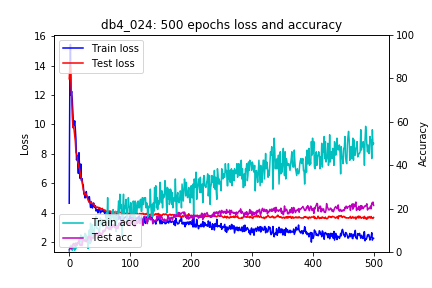 db4_024: 500 epochs loss and accuracy
16
14
12
10
8
6
4
2
Loss
Train loss
Test loss
Train acc
Test acc
0
100
200
300
400
500
100
80
60
40
20
0
Accuracy